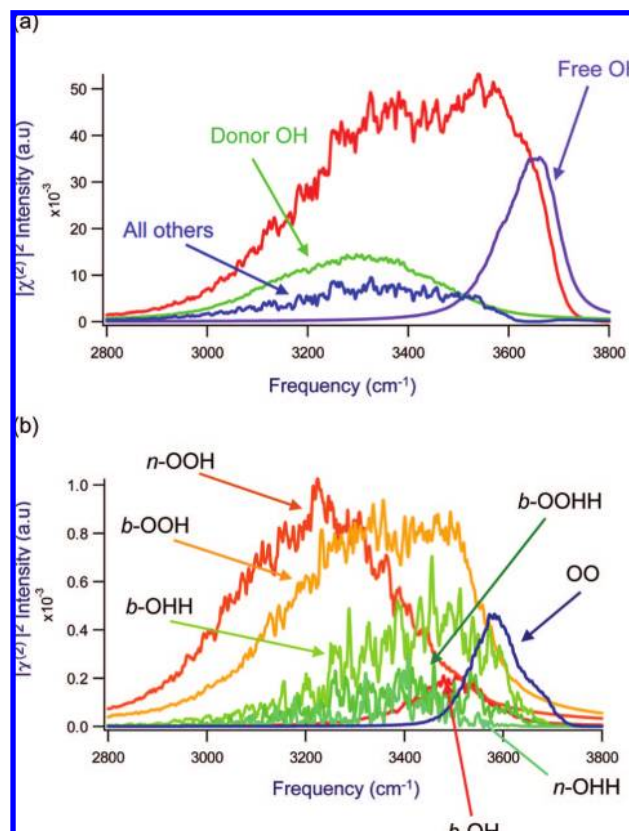 (a)
50
40
30
20
10
0
|χ(2)|2 Intensity (a.u)
x10-3
Free O
Donor OH
All others
2800 3000 3200 3400 3600 3800
Frequency (cm-1)
(b)
1.0
0.8
0.6
0.4
0.2
0.0
|χ(2)|2 Intensity (a.u)
x10-3
n-OOH
b-OOH
b-OHH
b-OOHH
OO
n-OHH
2800 3000 3200 3400 3600 3800
Frequency (cm-1)
b-OH